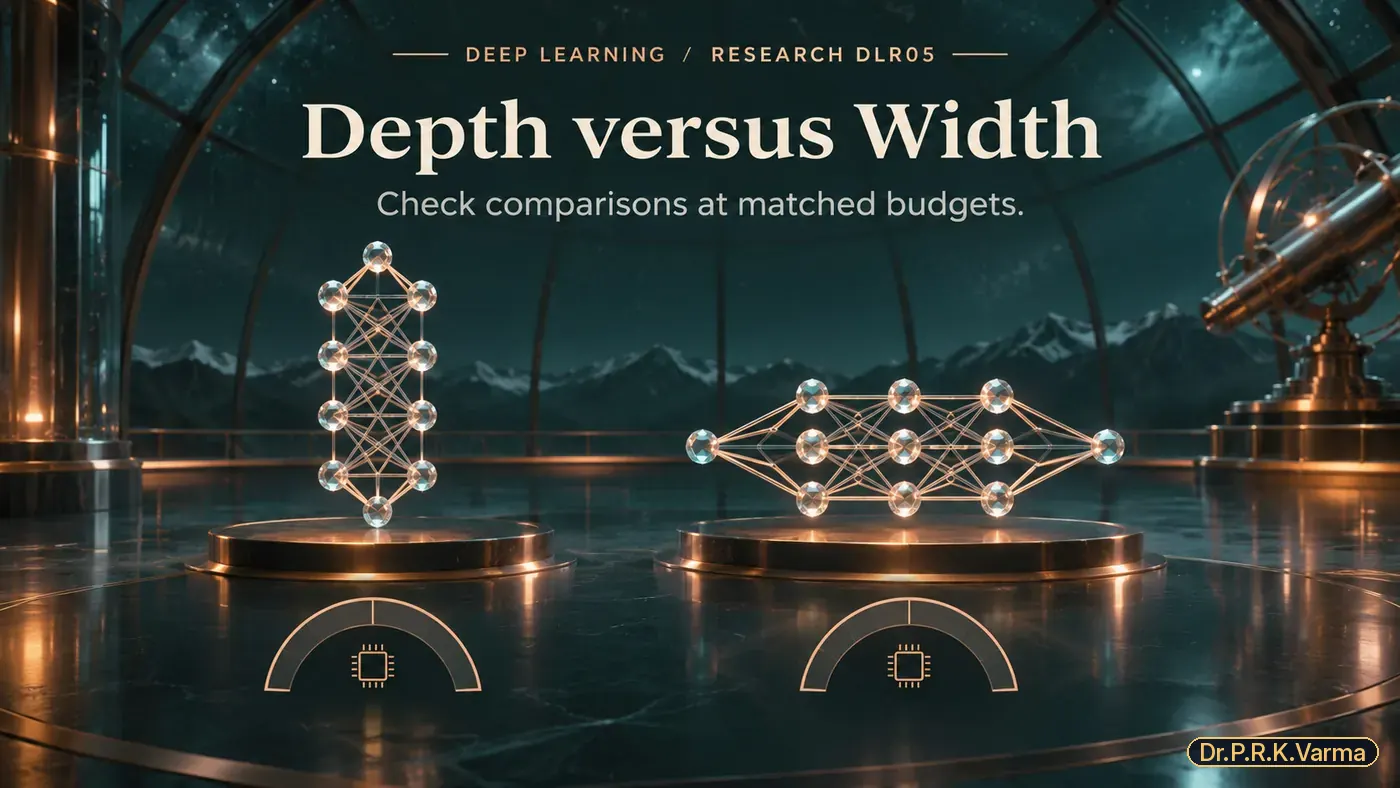 DEEP LEARNING / RESEARCH DLR05
Depth versus Width
Check comparisons at matched budgets.
Dr.P.R.K.Varma